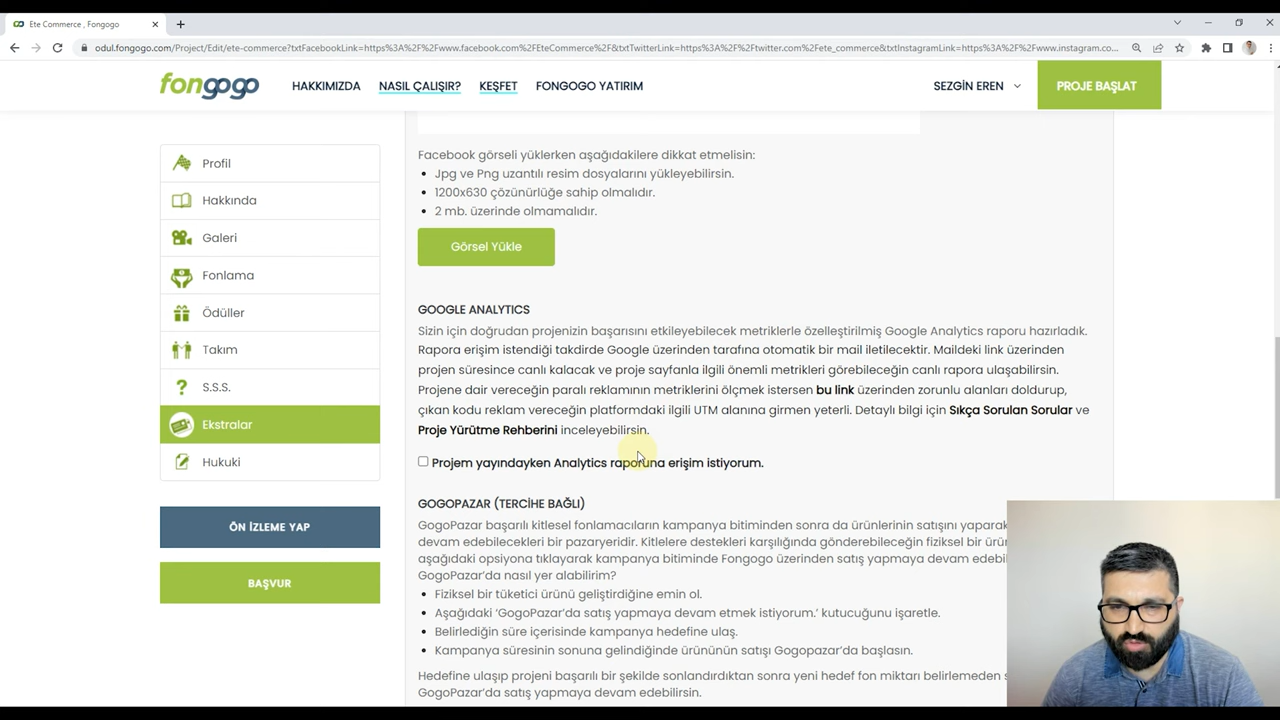 Ete Commerce , Fongogo
odul.fongogo.com/Project/Edit/ete-commerce?txtFacebookLink=https%3A%2F%2Fwww.facebook.com%2FEteCommerce%2F&txtTwitterLink=https%3A%2F%2Ftwitter.com%2Fete_commerce&txtInstagramLink=https%3A%2F%2Fwww.instagram.co...
fongogo
HAKKIMIZDA NASIL ÇALIŞIR? KEŞFET FONGOGO YATIRIM SEZGİN EREN PROJE BAŞLAT
Profil
Hakkında
Galeri
Fonlama
Ödüller
Takım
S.S.S.
Ekstralar
Hukuki
ÖN İZLEME YAP
BAŞVUR
Facebook görseli yüklerken aşağıdakilere dikkat etmelisin:
Jpg ve Png uzantılı resim dosyalarını yükleyebilirsin.
1200x630 çözünürlüğe sahip olmalıdır.
2 mb. üzerinde olmamalıdır.
Görsel Yükle
GOOGLE ANALYTICS
Sizin için doğrudan projenizin başarısını etkileyebilecek metriklerle özelleştirilmiş Google Analytics raporu hazırladık.
Rapora erişim istendiği takdirde Google üzerinden tarafına otomatik bir mail iletilecektir. Maildeki link üzerinden
projen süresince canlı kalacak ve proje sayfanla ilgili önemli metrikleri görebileceğin canlı rapora ulaşabilirsin.
Projene dair vereceğin paralı reklamının metriklerini ölçmek istersen bu link üzerinden zorunlu alanları doldurup,
çıkan kodu reklam vereceğin platformdaki ilgili UTM alanına girmen yeterli. Detaylı bilgi için Sıkça Sorulan Sorular ve
Proje Yürütme Rehberini inceleyebilirsin.
Projem yayındayken Analytics raporuna erişim istiyorum.
GOGOPAZAR (TERCİHE BAĞLI)
GogoPazar başarılı kitlesel fonlamacıların kampanya bitiminden sonra da ürünlerinin satışını yaparak
devam edebilecekleri bir pazaryeridir. Kitlelere destekleri karşılığında gönderebileceğin fiziksel bir ürün
aşağıdaki opsiyona tıklayarak kampanya bitiminde Fongogo üzerinden satış yapmaya devam edebil
GogoPazar'da nasıl yer alabilirim?
Fiziksel bir tüketici ürünü geliştirdiğine emin ol.
Aşağıdaki 'GogoPazar'da satış yapmaya devam etmek istiyorum.' kutucuğunu işaretle.
Belirlediğin süre içerisinde kampanya hedefine ulaş.
Kampanya süresinin sonuna gelindiğinde ürününün satışı Gogopazar'da başlasın.
Hedefine ulaşıp projeni başarılı bir şekilde sonlandırdıktan sonra yeni hedef fon miktarı belirlemeden s
GogoPazar'da satış yapmaya devam edebilirsin.